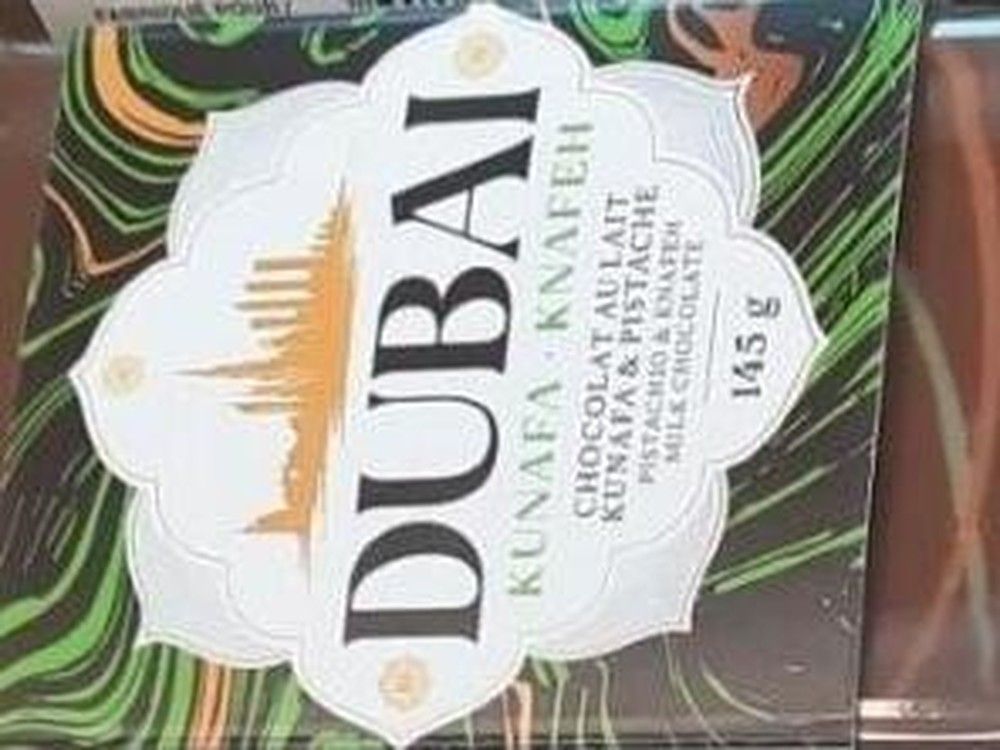 DUBAI
KUNAFA · KNAFEH
CHOCOLAT AU LAIT
KUNAFA & PISTACHE
PISTACHIO & KNAFEH
MILK CHOCOLATE
145 g